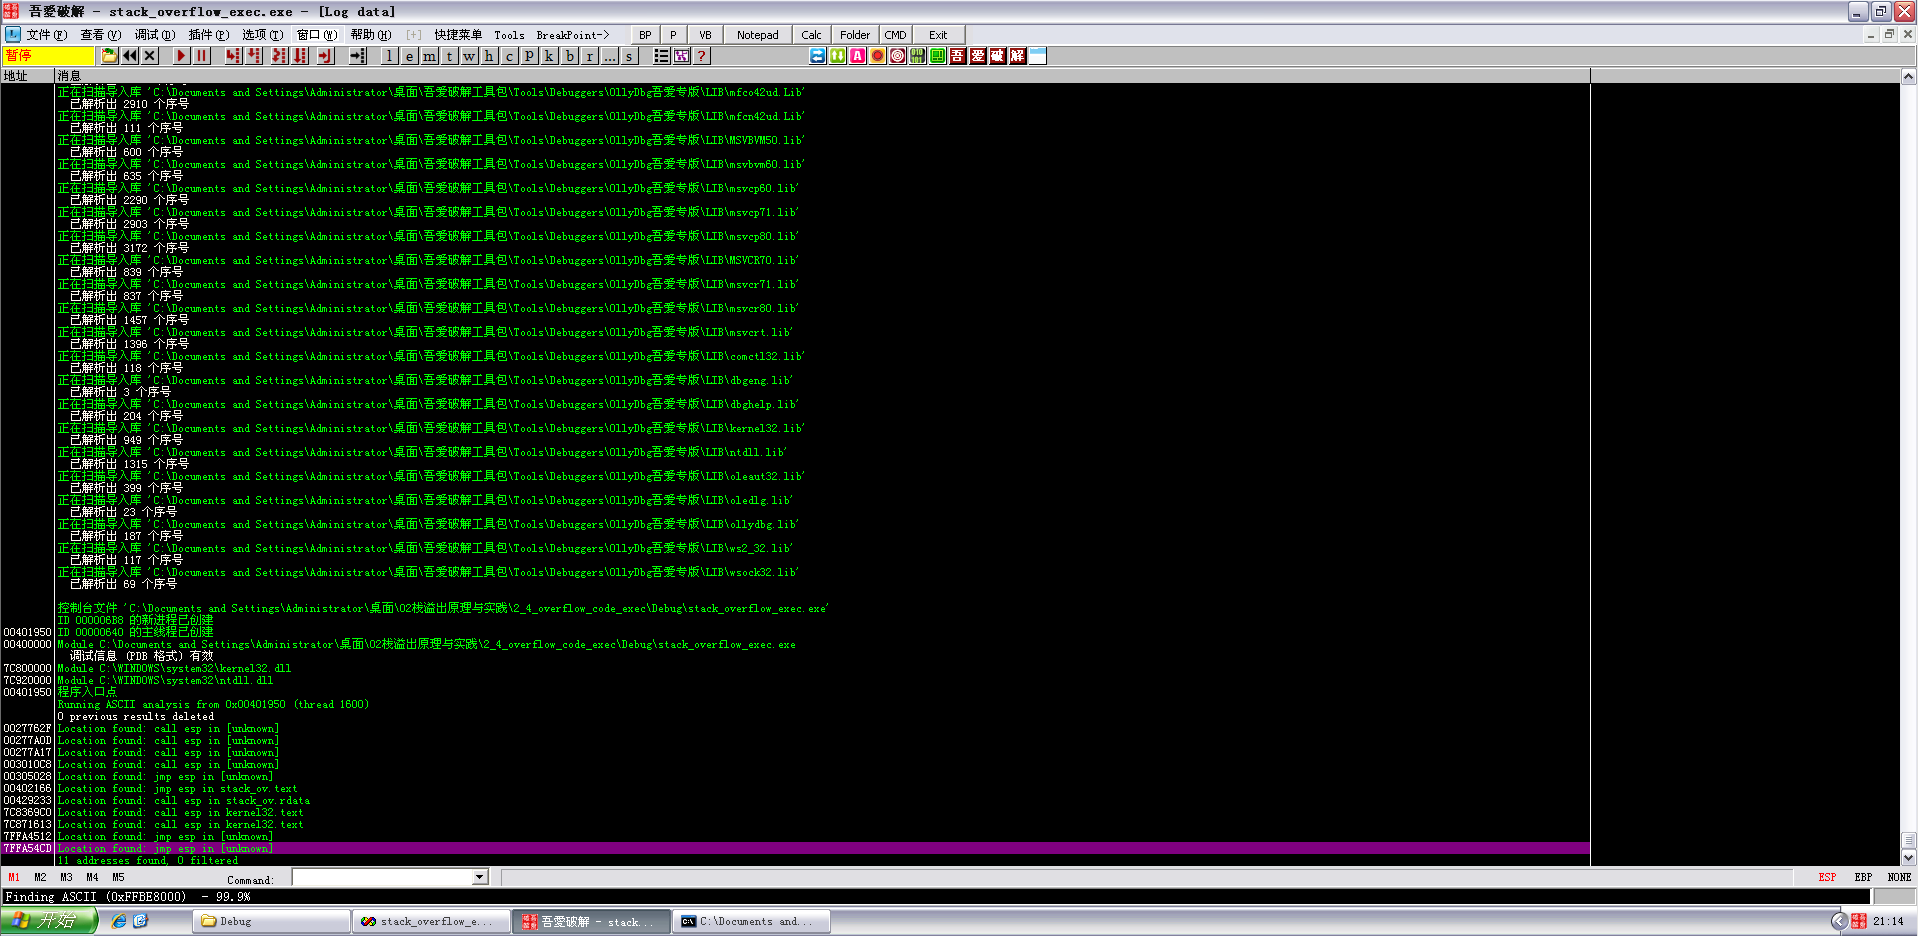 吾愛破解 - stack_overflow_exec.exe - [Log data]
文件(F) 查看(V) 调试(D) 插件(P) 选项(T) 窗口(W) 帮助(H) [+] 快捷菜单 Tools BreakPoint-> BP P VB Notepad Calc Folder CMD Exit
暂停 l e m t w h c p k b r ... s ? 吾 爱 破 解
地址 消息
正在扫描导入库 'C:\Documents and Settings\Administrator\桌面\吾爱破解工具包\Tools\Debuggers\OllyDbg吾爱专版\LIB\mfco42ud.Lib'
已解析出 2910 个序号
正在扫描导入库 'C:\Documents and Settings\Administrator\桌面\吾爱破解工具包\Tools\Debuggers\OllyDbg吾爱专版\LIB\mfcn42ud.Lib'
已解析出 111 个序号
正在扫描导入库 'C:\Documents and Settings\Administrator\桌面\吾爱破解工具包\Tools\Debuggers\OllyDbg吾爱专版\LIB\MSVBVM50.lib'
已解析出 600 个序号
正在扫描导入库 'C:\Documents and Settings\Administrator\桌面\吾爱破解工具包\Tools\Debuggers\OllyDbg吾爱专版\LIB\msvbvm60.lib'
已解析出 635 个序号
正在扫描导入库 'C:\Documents and Settings\Administrator\桌面\吾爱破解工具包\Tools\Debuggers\OllyDbg吾爱专版\LIB\msvcp60.lib'
已解析出 2290 个序号
正在扫描导入库 'C:\Documents and Settings\Administrator\桌面\吾爱破解工具包\Tools\Debuggers\OllyDbg吾爱专版\LIB\msvcp71.lib'
已解析出 2903 个序号
正在扫描导入库 'C:\Documents and Settings\Administrator\桌面\吾爱破解工具包\Tools\Debuggers\OllyDbg吾爱专版\LIB\msvcp80.lib'
已解析出 3172 个序号
正在扫描导入库 'C:\Documents and Settings\Administrator\桌面\吾爱破解工具包\Tools\Debuggers\OllyDbg吾爱专版\LIB\MSVCR70.lib'
已解析出 839 个序号
正在扫描导入库 'C:\Documents and Settings\Administrator\桌面\吾爱破解工具包\Tools\Debuggers\OllyDbg吾爱专版\LIB\msvcr71.lib'
已解析出 837 个序号
正在扫描导入库 'C:\Documents and Settings\Administrator\桌面\吾爱破解工具包\Tools\Debuggers\OllyDbg吾爱专版\LIB\msvcr80.lib'
已解析出 1457 个序号
正在扫描导入库 'C:\Documents and Settings\Administrator\桌面\吾爱破解工具包\Tools\Debuggers\OllyDbg吾爱专版\LIB\msvcrt.lib'
已解析出 1396 个序号
正在扫描导入库 'C:\Documents and Settings\Administrator\桌面\吾爱破解工具包\Tools\Debuggers\OllyDbg吾爱专版\LIB\comctl32.lib'
已解析出 118 个序号
正在扫描导入库 'C:\Documents and Settings\Administrator\桌面\吾爱破解工具包\Tools\Debuggers\OllyDbg吾爱专版\LIB\dbgeng.lib'
已解析出 3 个序号
正在扫描导入库 'C:\Documents and Settings\Administrator\桌面\吾爱破解工具包\Tools\Debuggers\OllyDbg吾爱专版\LIB\dbghelp.lib'
已解析出 204 个序号
正在扫描导入库 'C:\Documents and Settings\Administrator\桌面\吾爱破解工具包\Tools\Debuggers\OllyDbg吾爱专版\LIB\kernel32.lib'
已解析出 949 个序号
正在扫描导入库 'C:\Documents and Settings\Administrator\桌面\吾爱破解工具包\Tools\Debuggers\OllyDbg吾爱专版\LIB\ntdll.lib'
已解析出 1315 个序号
正在扫描导入库 'C:\Documents and Settings\Administrator\桌面\吾爱破解工具包\Tools\Debuggers\OllyDbg吾爱专版\LIB\oleaut32.lib'
已解析出 399 个序号
正在扫描导入库 'C:\Documents and Settings\Administrator\桌面\吾爱破解工具包\Tools\Debuggers\OllyDbg吾爱专版\LIB\oledlg.lib'
已解析出 23 个序号
正在扫描导入库 'C:\Documents and Settings\Administrator\桌面\吾爱破解工具包\Tools\Debuggers\OllyDbg吾爱专版\LIB\ollydbg.lib'
已解析出 187 个序号
正在扫描导入库 'C:\Documents and Settings\Administrator\桌面\吾爱破解工具包\Tools\Debuggers\OllyDbg吾爱专版\LIB\ws2_32.lib'
已解析出 117 个序号
正在扫描导入库 'C:\Documents and Settings\Administrator\桌面\吾爱破解工具包\Tools\Debuggers\OllyDbg吾爱专版\LIB\wsock32.lib'
已解析出 69 个序号
控制台文件 'C:\Documents and Settings\Administrator\桌面\02栈溢出原理与实践\2_4_overflow_code_exec\Debug\stack_overflow_exec.exe'
ID 000006B8 的新进程已创建
00401950 ID 00000640 的主线程已创建
00400000 Module C:\Documents and Settings\Administrator\桌面\02栈溢出原理与实践\2_4_overflow_code_exec\Debug\stack_overflow_exec.exe
调试信息 (PDB 格式) 有效
7C800000 Module C:\WINDOWS\system32\kernel32.dll
7C920000 Module C:\WINDOWS\system32\ntdll.dll
00401950 程序入口点
Running ASCII analysis from 0x00401950 (thread 1600)
0 previous results deleted
0027762F Location found: call esp in [unknown]
00277A0D Location found: call esp in [unknown]
00277A17 Location found: call esp in [unknown]
003010C8 Location found: call esp in [unknown]
00305028 Location found: jmp esp in [unknown]
00402166 Location found: jmp esp in stack_ov.text
00429233 Location found: call esp in stack_ov.rdata
7C8369C0 Location found: call esp in kernel32.text
7C871613 Location found: call esp in kernel32.text
7FFA4512 Location found: jmp esp in [unknown]
7FFA54CD Location found: jmp esp in [unknown]
11 addresses found, 0 filtered
M1 M2 M3 M4 M5 Command: ESP EBP NONE
Finding ASCII (0xFFBE8000) - 99.9%
开始 Debug stack_overflow_e... 吾愛破解 - stack... C:\Documents and... 21:14